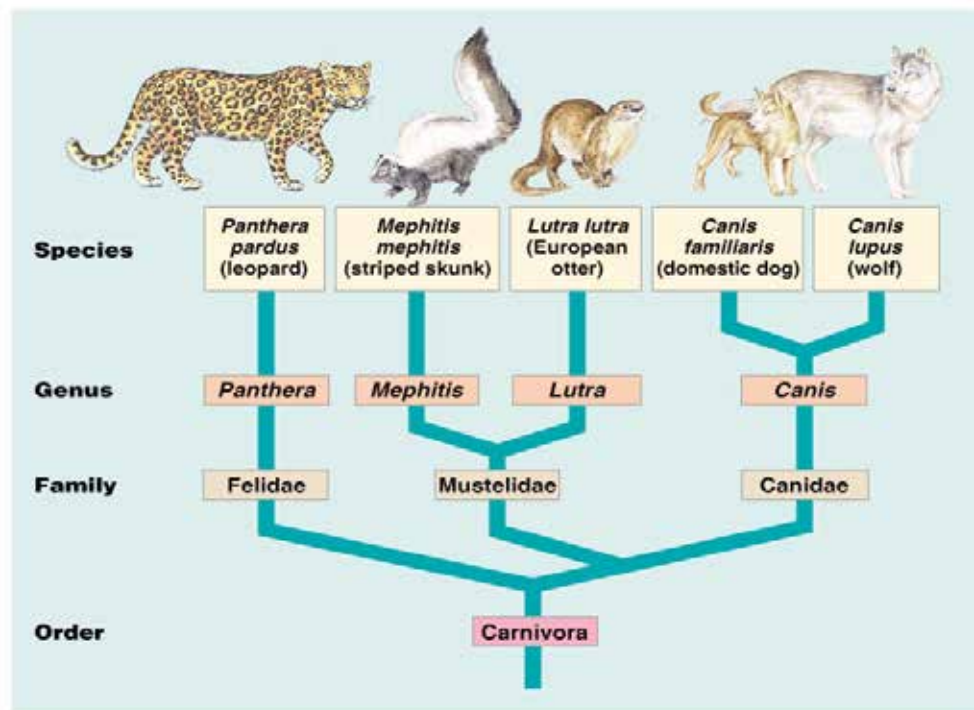 Species
Panthera
pardus
(leopard)
Mephitis
mephitis
(striped skunk)
Lutra lutra
(European
otter)
Canis
familiaris
(domestic dog)
Canis
lupus
(wolf)
Genus
Panthera
Mephitis
Lutra
Canis
Family
Felidae
Mustelidae
Canidae
Order
Carnivora